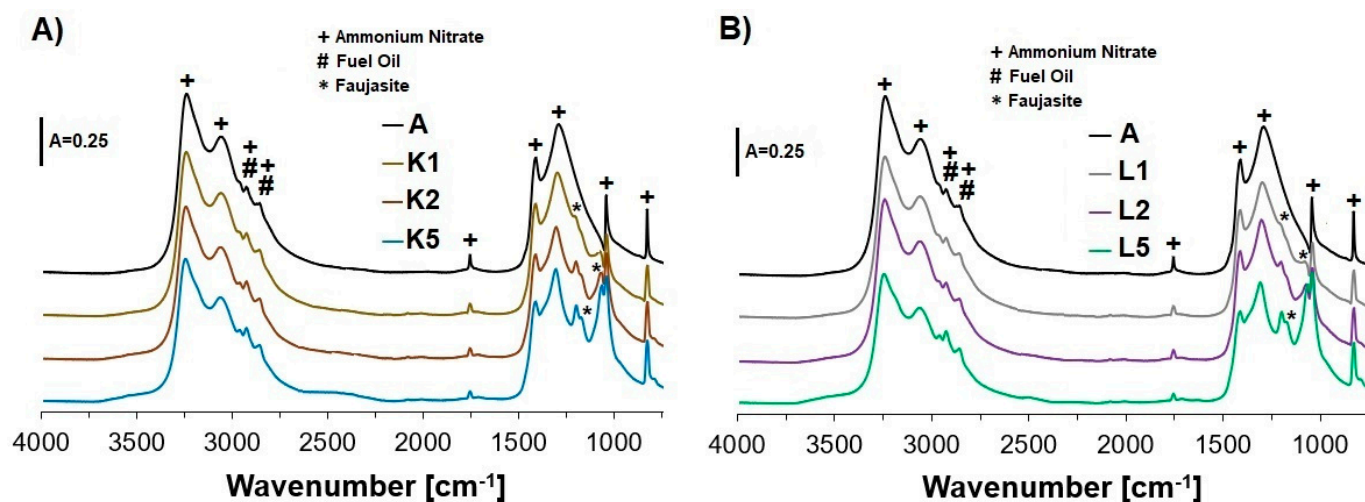 A)
+ Ammonium Nitrate
# Fuel Oil
* Faujasite
A=0.25
A
K1
K2
K5
+
+
+
#
+
#
+
+
+
+
+
*
*
*
4000 3500 3000 2500 2000 1500 1000
Wavenumber [cm⁻¹]
B)
+ Ammonium Nitrate
# Fuel Oil
* Faujasite
A=0.25
A
L1
L2
L5
+
+
+
#
+
#
+
+
+
+
+
*
*
*
4000 3500 3000 2500 2000 1500 1000
Wavenumber [cm⁻¹]